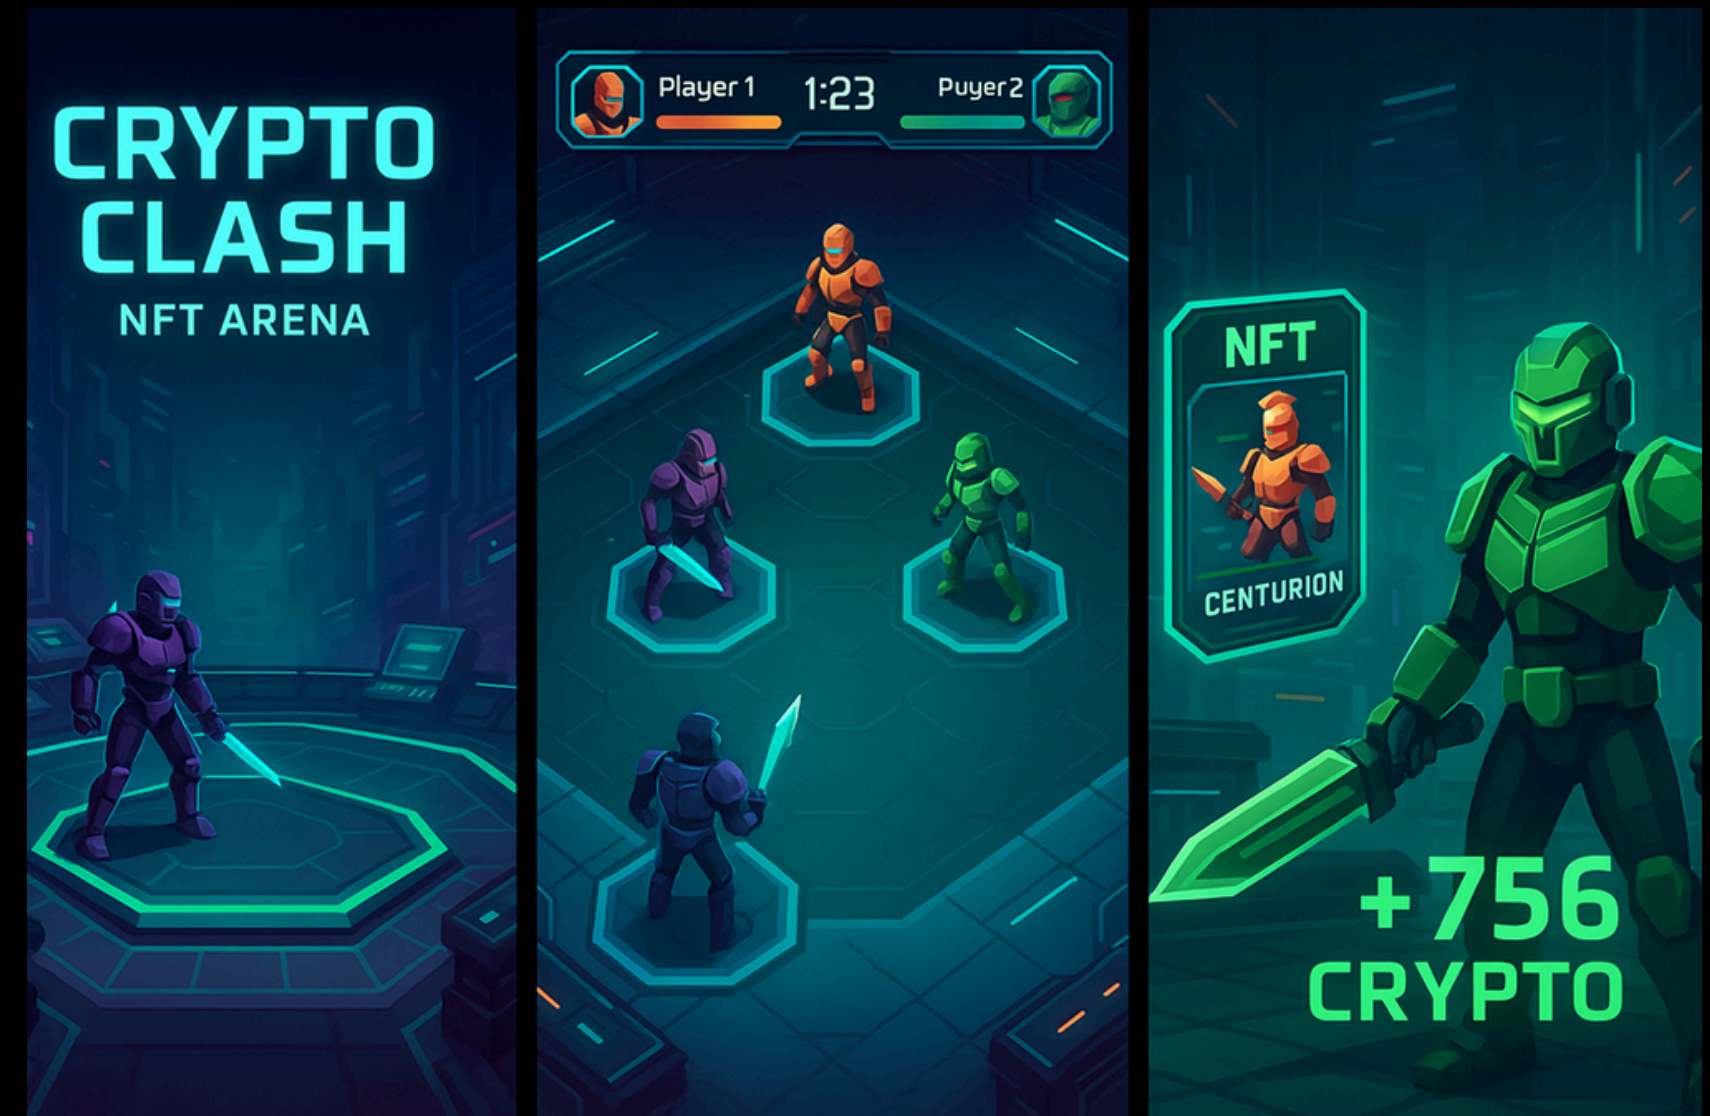 CRYPTO
CLASH
NFT ARENA
Player 1
1:23
Puyer2
NFT
CENTURION
+756
CRYPTO